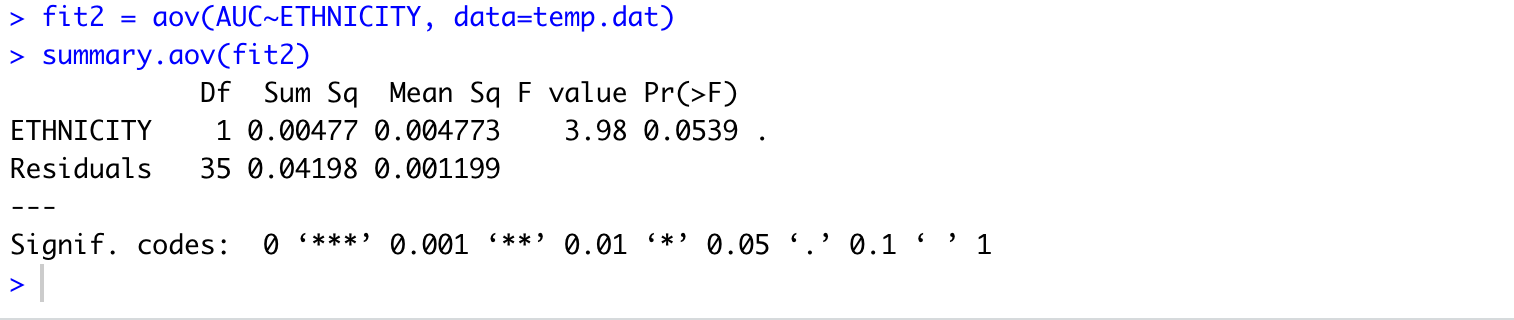 > fit2 = aov(AUC~ETHNICITY, data=temp.dat)
> summary.aov(fit2)
            Df  Sum Sq  Mean Sq F value Pr(>F)
ETHNICITY    1 0.00477 0.004773    3.98 0.0539 .
Residuals   35 0.04198 0.001199
---
Signif. codes:  0 ‘***’ 0.001 ‘**’ 0.01 ‘*’ 0.05 ‘.’ 0.1 ‘ ’ 1
>